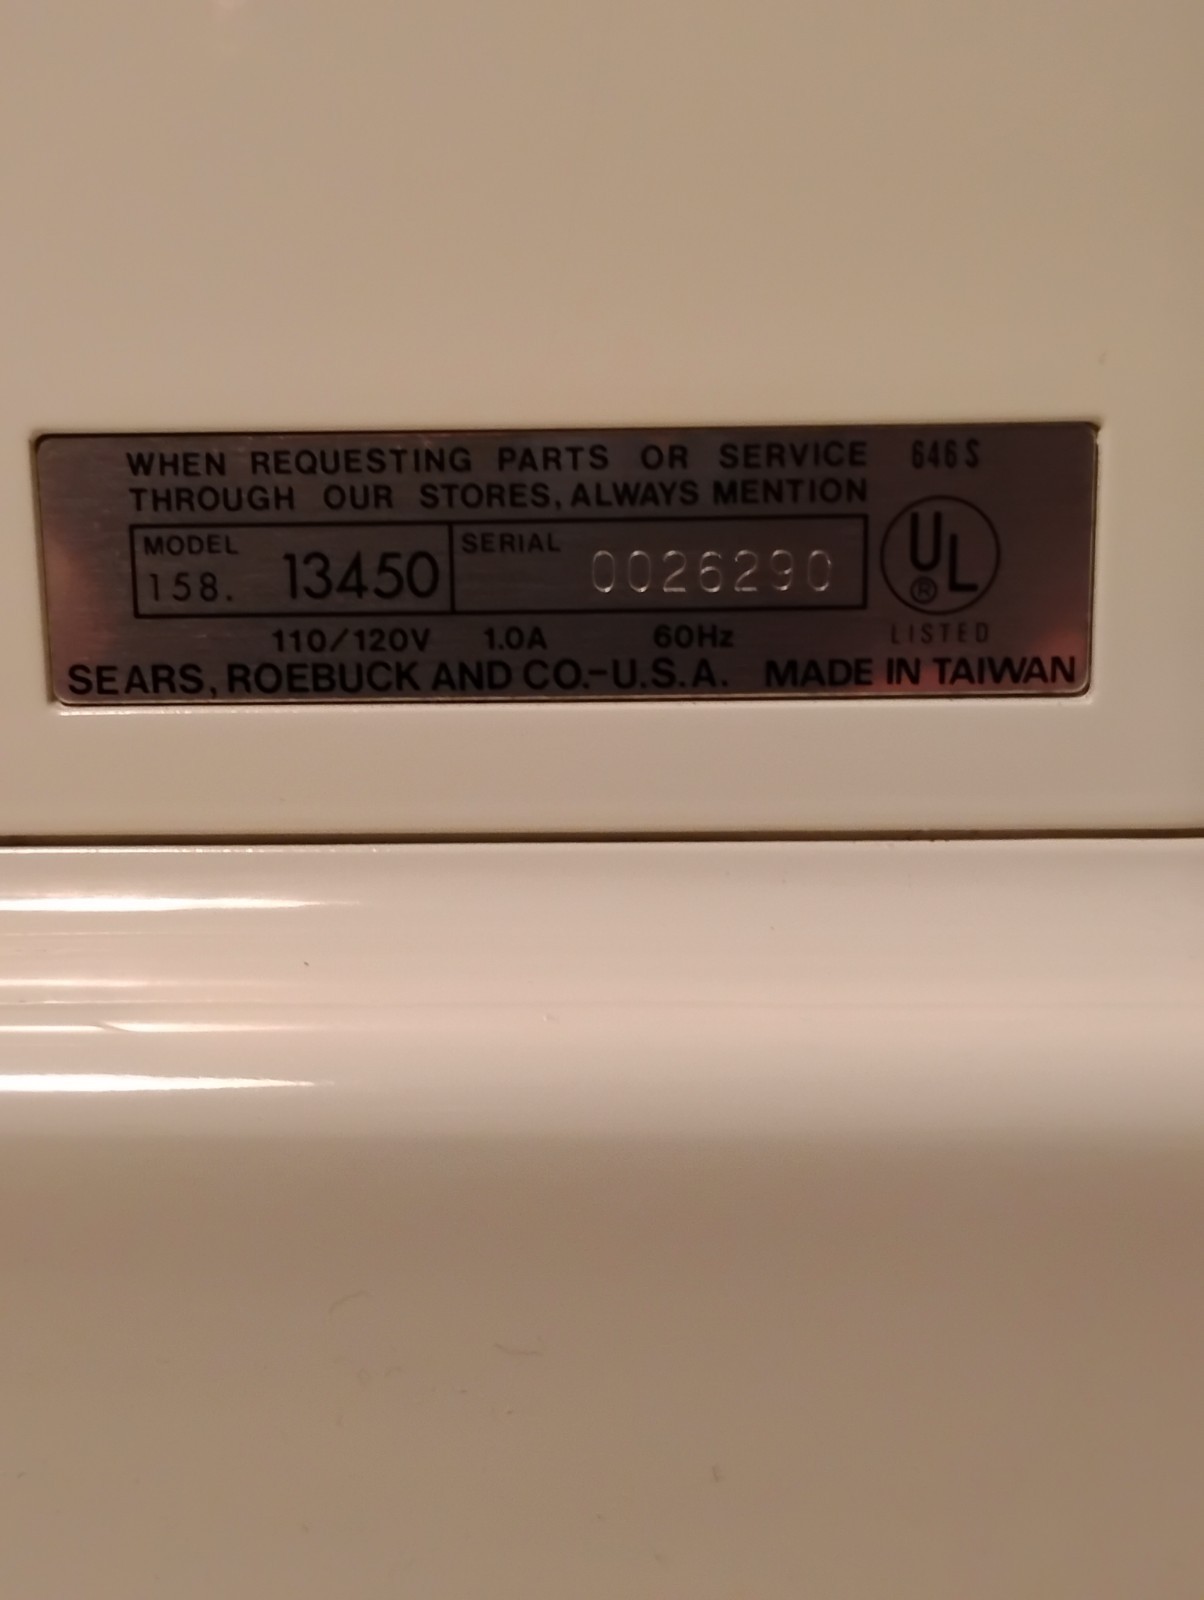 WHEN REQUESTING PARTS OR SERVICE 646S
THROUGH OUR STORES, ALWAYS MENTION
MODEL SERIAL
158. 13450 0026290
UL
®
LISTED
110/120V 1.0A 60Hz
SEARS, ROEBUCK AND CO.-U.S.A. MADE IN TAIWAN